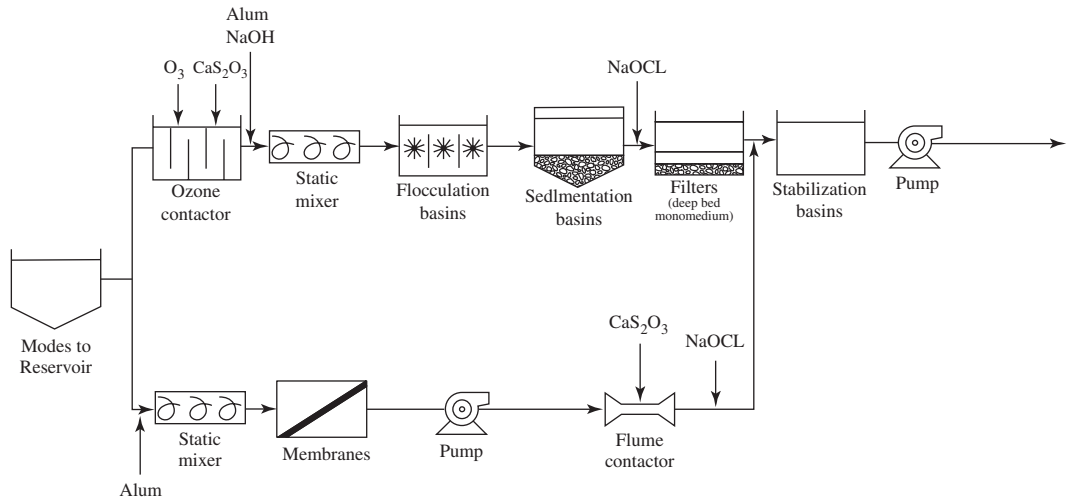 Alum
NaOH
O₃ CaS₂O₃
NaOCL
Ozone
contactor
Static
mixer
Flocculation
basins
Sedlmentation
basins
Filters
(deep bed
monomedium)
Stabilization
basins
Pump
Modes to
Reservoir
CaS₂O₃
NaOCL
Static
mixer
Membranes
Pump
Flume
contactor
Alum